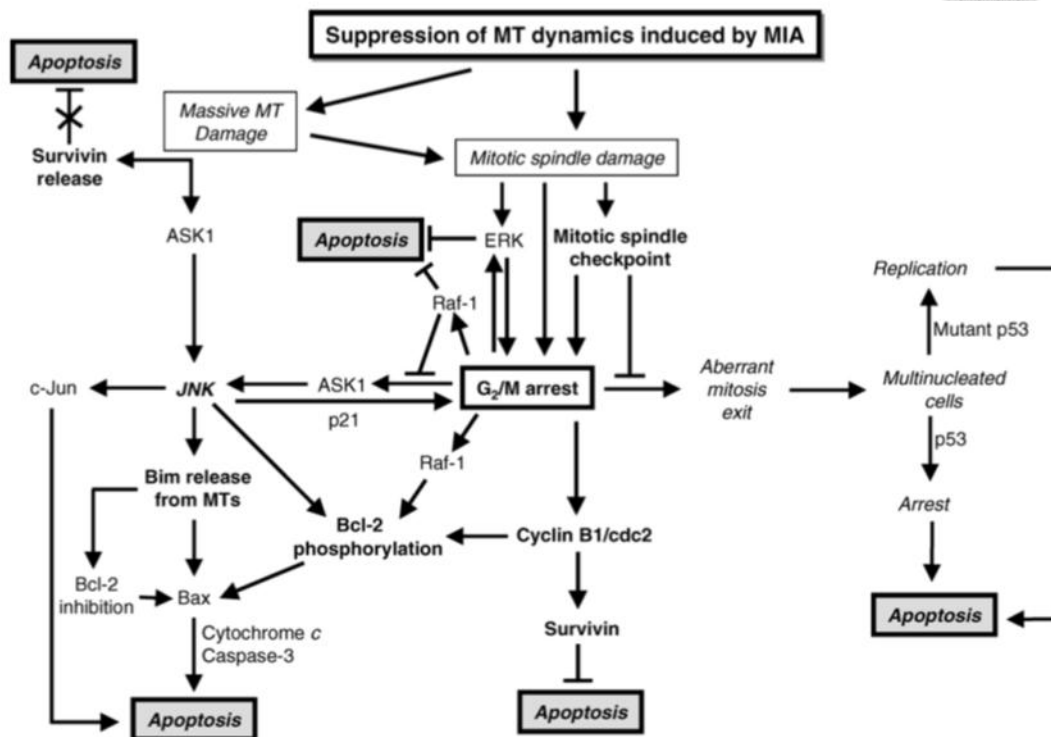 Suppression of MT dynamics induced by MIA
Apoptosis
Massive MT
Damage
Survivin
release
Mitotic spindle damage
ASK1
Apoptosis
ERK
Mitotic spindle
checkpoint
Raf-1
Replication
Mutant p53
c-Jun
JNK
ASK1
p21
G₂/M arrest
Aberrant
mitosis
exit
Multinucleated
cells
p53
Raf-1
Bim release
from MTs
Arrest
Bcl-2
phosphorylation
Cyclin B1/cdc2
Bcl-2
inhibition
Bax
Apoptosis
Cytochrome c
Caspase-3
Survivin
Apoptosis
Apoptosis